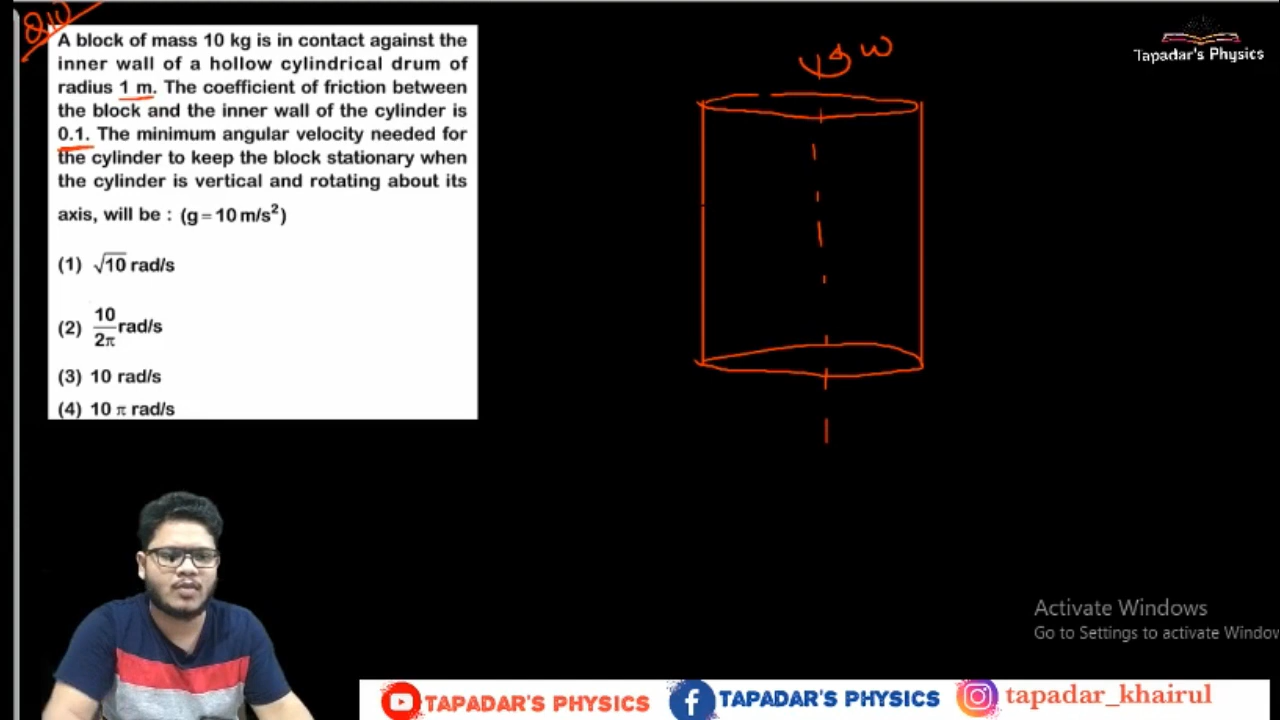 Q10
A block of mass 10 kg is in contact against the
inner wall of a hollow cylindrical drum of
radius 1 m. The coefficient of friction between
the block and the inner wall of the cylinder is
0.1. The minimum angular velocity needed for
the cylinder to keep the block stationary when
the cylinder is vertical and rotating about its
axis, will be : (g = 10 m/s²)
(1) √10 rad/s
(2) 10/2π rad/s
(3) 10 rad/s
(4) 10 π rad/s
ω
Tapadar's Physics
Activate Windows
Go to Settings to activate Window
TAPADAR'S PHYSICS
TAPADAR'S PHYSICS
tapadar_khairul